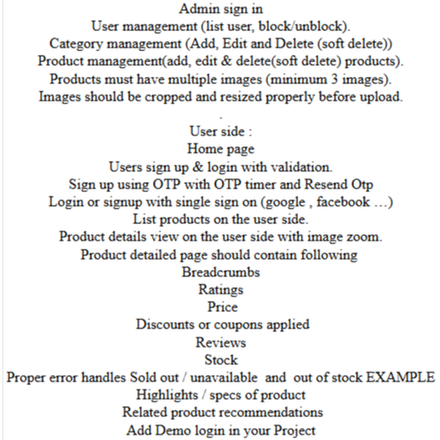 Admin sign in
User management (list user, block/unblock).
Category management (Add, Edit and Delete (soft delete))
Product management(add, edit & delete(soft delete) products).
Products must have multiple images (minimum 3 images).
Images should be cropped and resized properly before upload.
.
User side :
Home page
Users sign up & login with validation.
Sign up using OTP with OTP timer and Resend Otp
Login or signup with single sign on (google , facebook …)
List products on the user side.
Product details view on the user side with image zoom.
Product detailed page should contain following
Breadcrumbs
Ratings
Price
Discounts or coupons applied
Reviews
Stock
Proper error handles Sold out / unavailable and out of stock EXAMPLE
Highlights / specs of product
Related product recommendations
Add Demo login in your Project